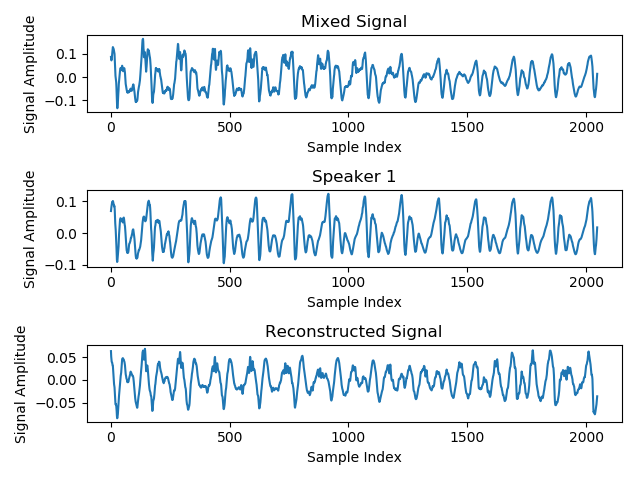 Mixed Signal
Signal Amplitude
0.1
0.0
−0.1
0 500 1000 1500 2000
Sample Index
Speaker 1
Signal Amplitude
0.1
0.0
−0.1
0 500 1000 1500 2000
Sample Index
Reconstructed Signal
Signal Amplitude
0.05
0.00
−0.05
0 500 1000 1500 2000
Sample Index